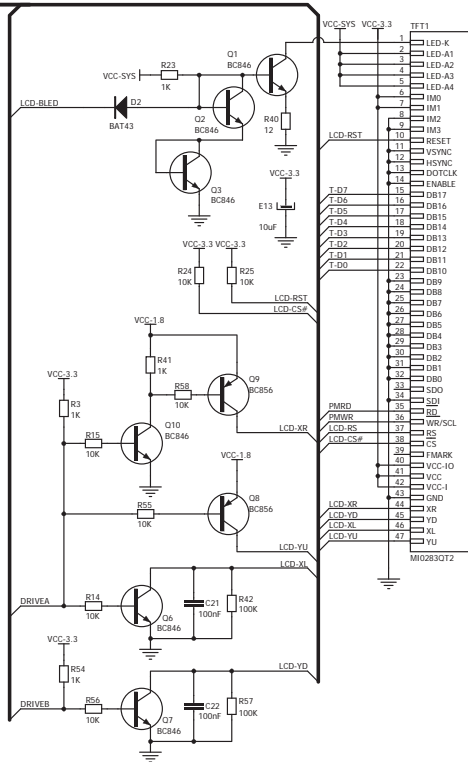 VCC-SYS VCC-3.3 TFT1
Q1
BC846
R23
1K
VCC-SYS
LCD-BLED
D2
BAT43
Q2
BC846
R40
12
Q3
BC846
VCC-3.3
E13
10uF
LCD-RST
VCC-3.3 VCC-3.3
R24
10K
R25
10K
LCD-RST
LCD-CS#
VCC-1.8
R41
1K
VCC-3.3
R3
1K
R58
10K
Q9
BC856
LCD-XR
R15
10K
Q10
BC846
VCC-1.8
R55
10K
Q8
BC856
LCD-YU
LCD-XL
DRIVEA
R14
10K
Q6
BC846
C21
100nF
R42
100K
VCC-3.3
R54
1K
LCD-YD
DRIVEB
R56
10K
Q7
BC846
C22
100nF
R57
100K
T-D7
T-D6
T-D5
T-D4
T-D3
T-D2
T-D1
T-D0
PMRD
PMWR
LCD-RS
LCD-CS#
LCD-XR
LCD-YD
LCD-XL
LCD-YU
1 LED-K
2 LED-A1
3 LED-A2
4 LED-A3
5 LED-A4
6 IM0
7 IM1
8 IM2
9 IM3
10 RESET
11 VSYNC
12 HSYNC
13 DOTCLK
14 ENABLE
15 DB17
16 DB16
17 DB15
18 DB14
19 DB13
20 DB12
21 DB11
22 DB10
23 DB9
24 DB8
25 DB7
26 DB6
27 DB5
28 DB4
29 DB3
30 DB2
31 DB1
32 DB0
33 SDO
34 SDI
35 RD
36 WR/SCL
37 RS
38 CS
39 FMARK
40 VCC-IO
41 VCC
42 VCC-I
43 GND
44 XR
45 YD
46 XL
47 YU
MI0283QT2